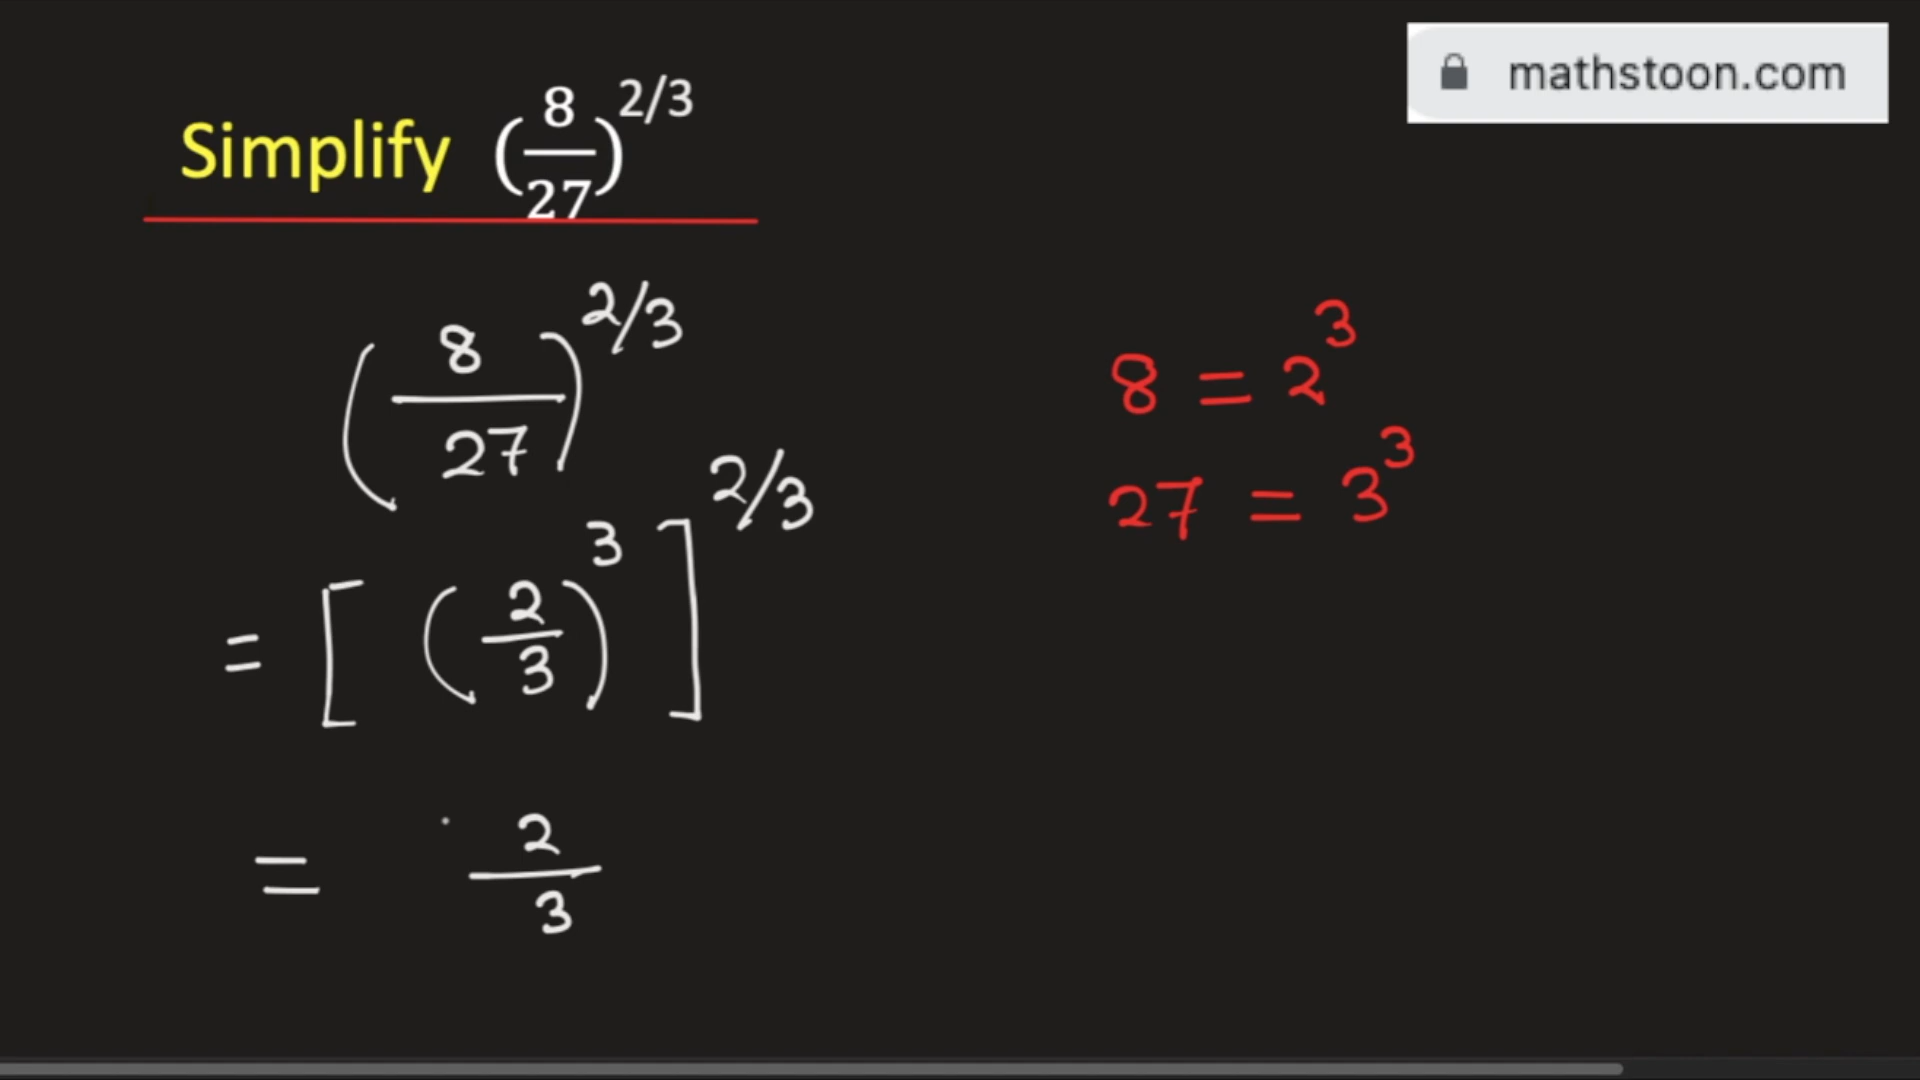 mathstoon.com
Simplify (8/27)^2/3
(8/27)^2/3
= [(2/3)^3]^2/3
= 2/3
8 = 2^3
27 = 3^3